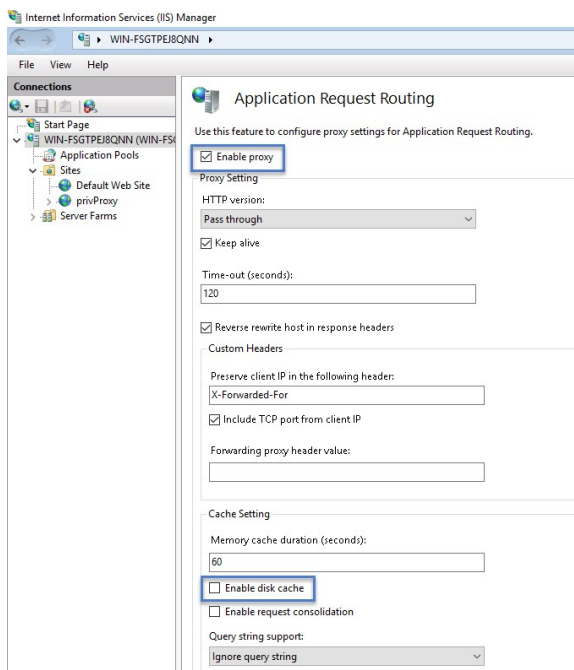 Internet Information Services (IIS) Manager
WIN-FSGTPEJ8QNN
File View Help
Connections
Start Page
WIN-FSGTPEJ8QNN (WIN-FSG
Application Pools
Sites
Default Web Site
privProxy
Server Farms
Application Request Routing
Use this feature to configure proxy settings for Application Request Routing.
Enable proxy
Proxy Setting
HTTP version:
Pass through
Keep alive
Time-out (seconds):
120
Reverse rewrite host in response headers
Custom Headers
Preserve client IP in the following header:
X-Forwarded-For
Include TCP port from client IP
Forwarding proxy header value:
Cache Setting
Memory cache duration (seconds):
60
Enable disk cache
Enable request consolidation
Query string support:
Ignore query string